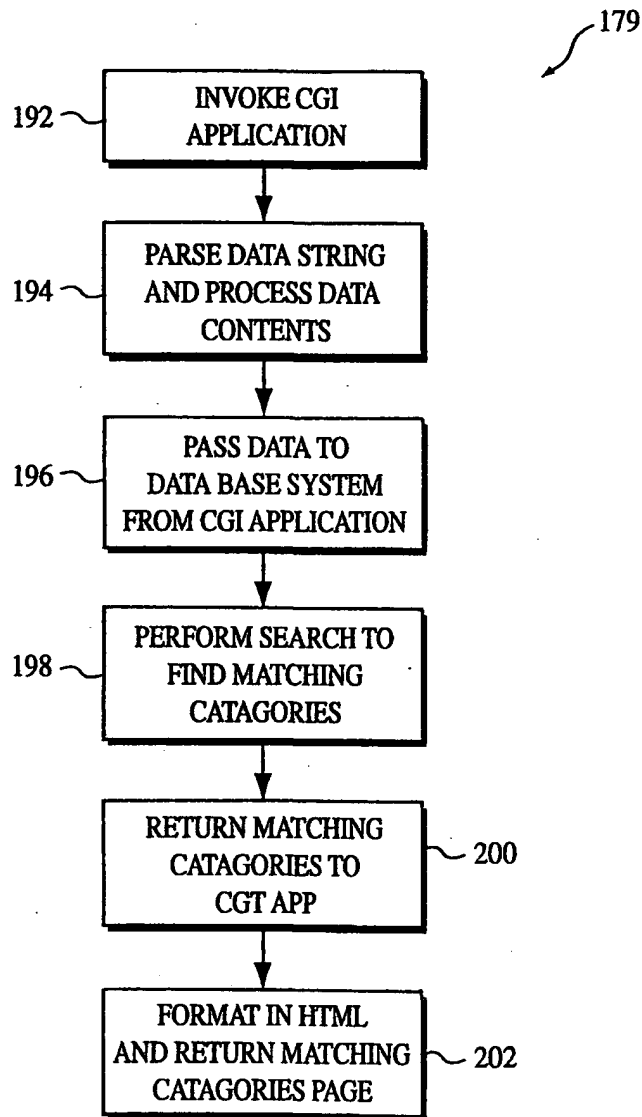 179
192
INVOKE CGI
APPLICATION
194
PARSE DATA STRING
AND PROCESS DATA
CONTENTS
196
PASS DATA TO
DATA BASE SYSTEM
FROM CGI APPLICATION
198
PERFORM SEARCH TO
FIND MATCHING
CATAGORIES
RETURN MATCHING
CATAGORIES TO
CGT APP
200
FORMAT IN HTML
AND RETURN MATCHING
CATAGORIES PAGE
202